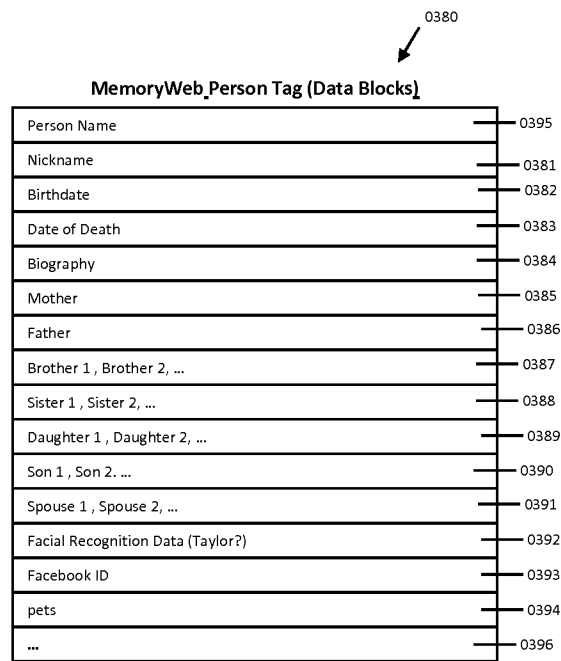 0380
MemoryWeb Person Tag (Data Blocks)
Person Name 0395
Nickname 0381
Birthdate 0382
Date of Death 0383
Biography 0384
Mother 0385
Father 0386
Brother 1 , Brother 2, ... 0387
Sister 1 , Sister 2, ... 0388
Daughter 1 , Daughter 2, ... 0389
Son 1 , Son 2. ... 0390
Spouse 1 , Spouse 2, ... 0391
Facial Recognition Data (Taylor?) 0392
Facebook ID 0393
pets 0394
... 0396